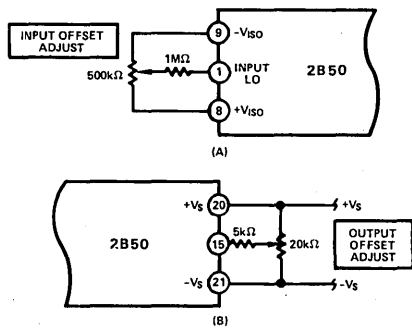 INPUT OFFSET
ADJUST
9
−VISO
500kΩ
1MΩ
1
INPUT
LO
2B50
8
+VISO
(A)
2B50
+VS
20
+VS
15
5kΩ
20kΩ
OUTPUT
OFFSET
ADJUST
−VS
21
−VS
(B)